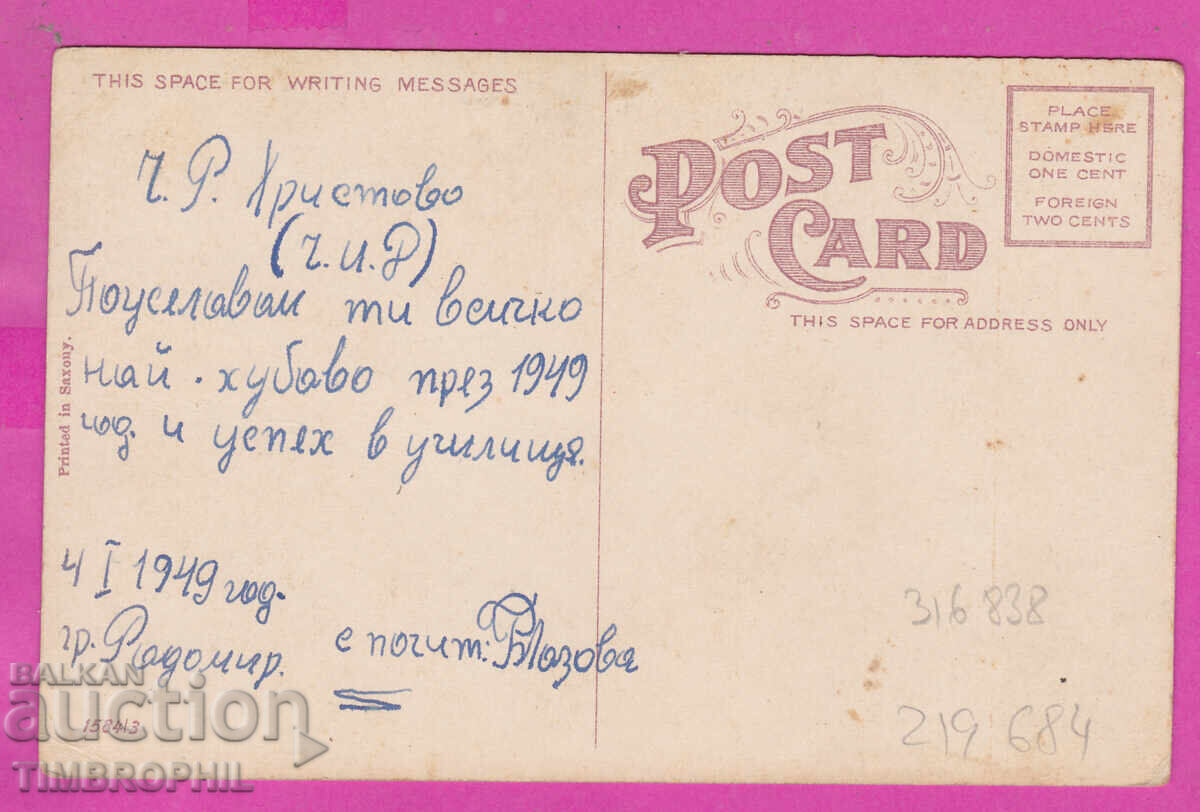 THIS SPACE FOR WRITING MESSAGES
Ч. Р. Христово
(Ч. И. Р)
Пожелавам ти всичко
най-хубаво през 1949
год. и успех в училище.
4 I 1949 год.
гр. Радомир.
с почит:
Printed in Saxony.
15843
POST
CARD
THIS SPACE FOR ADDRESS ONLY
PLACE
STAMP HERE
DOMESTIC
ONE CENT
FOREIGN
TWO CENTS
316 838
219 684
BALKAN
auction
TIMBROPHIL